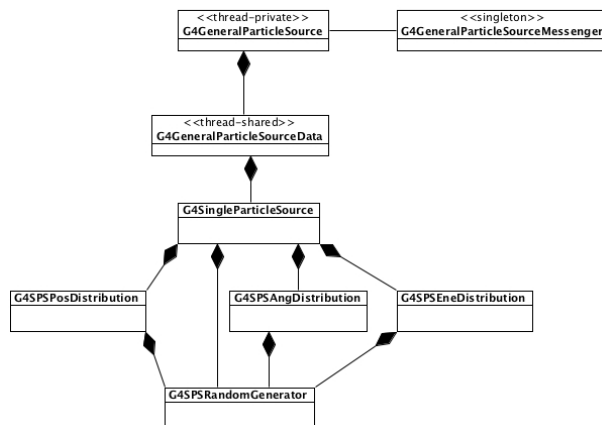 <<thread-private>>
G4GeneralParticleSource
<<singleton>>
G4GeneralParticleSourceMessenger
<<thread-shared>>
G4GeneralParticleSourceData
G4SingleParticleSource
G4SPSPosDistribution
G4SPSAngDistribution
G4SPSEneDistribution
G4SPSRandomGenerator